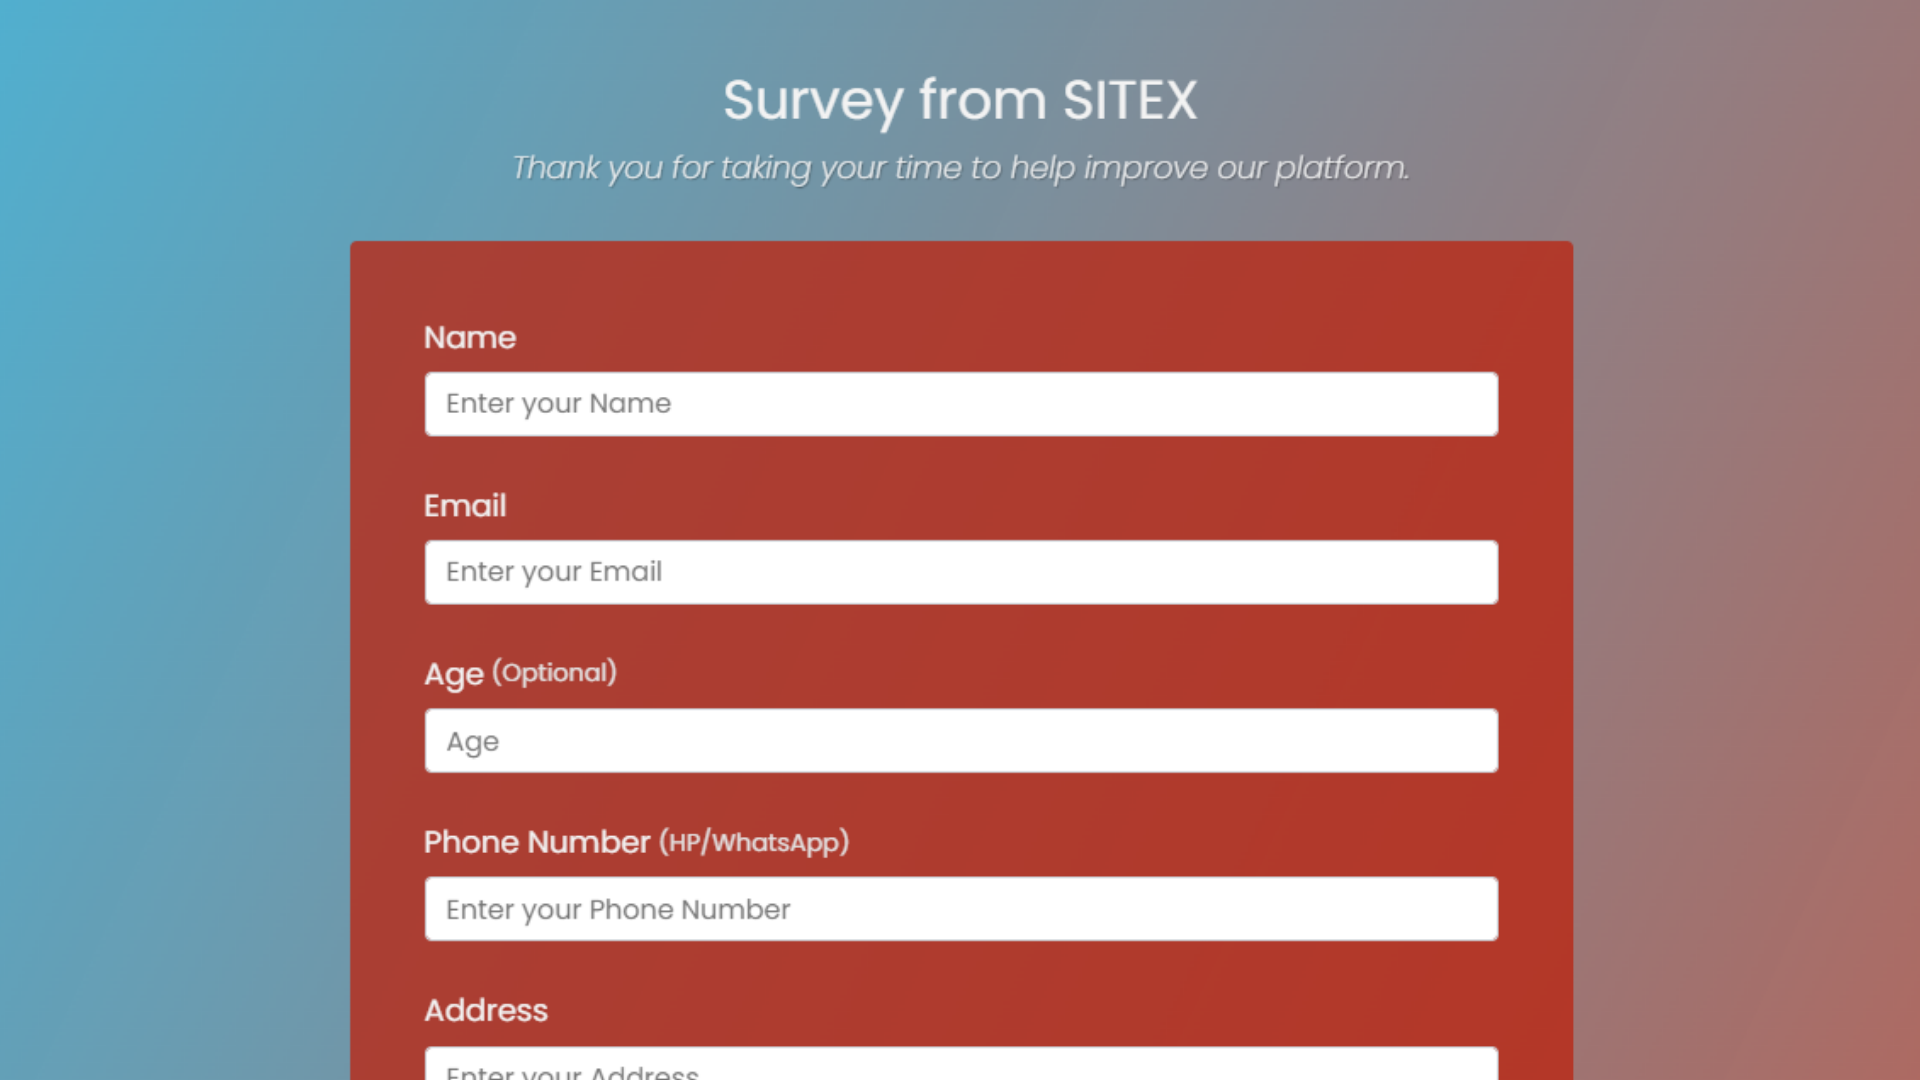 Survey from SITEX
Thank you for taking your time to help improve our platform.
Name
Enter your Name
Email
Enter your Email
Age (Optional)
Age
Phone Number (HP/WhatsApp)
Enter your Phone Number
Address
Enter your Address